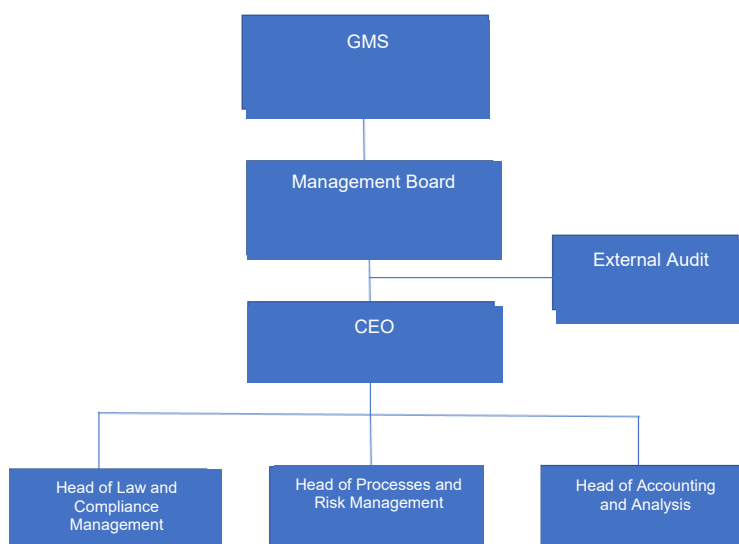 GMS
Management Board
External Audit
CEO
Head of Law and
Compliance
Management
Head of Processes and
Risk Management
Head of Accounting
and Analysis